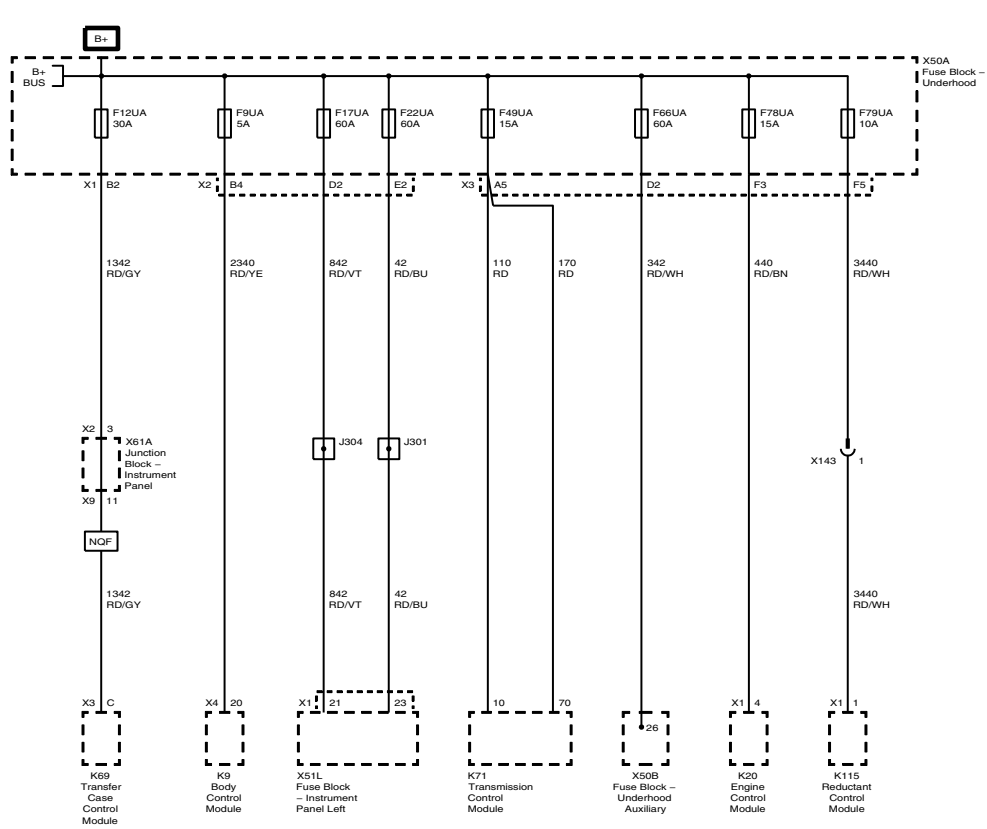 B+
X50A
Fuse Block –
Underhood
B+
BUS
F12UA
30A
F9UA
5A
F17UA
60A
F22UA
60A
F49UA
15A
F66UA
60A
F78UA
15A
F79UA
10A
X1 B2
X2 B4
D2
E2
X3 A5
D2
F3
F5
1342
RD/GY
2340
RD/YE
842
RD/VT
42
RD/BU
110
RD
170
RD
342
RD/WH
440
RD/BN
3440
RD/WH
X2 3
X61A
Junction
Block –
Instrument
Panel
X9 11
J304
J301
X143 1
NQF
1342
RD/GY
842
RD/VT
42
RD/BU
3440
RD/WH
X3 C
X4 20
X1 21
23
10
70
26
X1 4
X1 1
K69
Transfer
Case
Control
Module
K9
Body
Control
Module
X51L
Fuse Block
– Instrument
Panel Left
K71
Transmission
Control
Module
X50B
Fuse Block –
Underhood
Auxiliary
K20
Engine
Control
Module
K115
Reductant
Control
Module